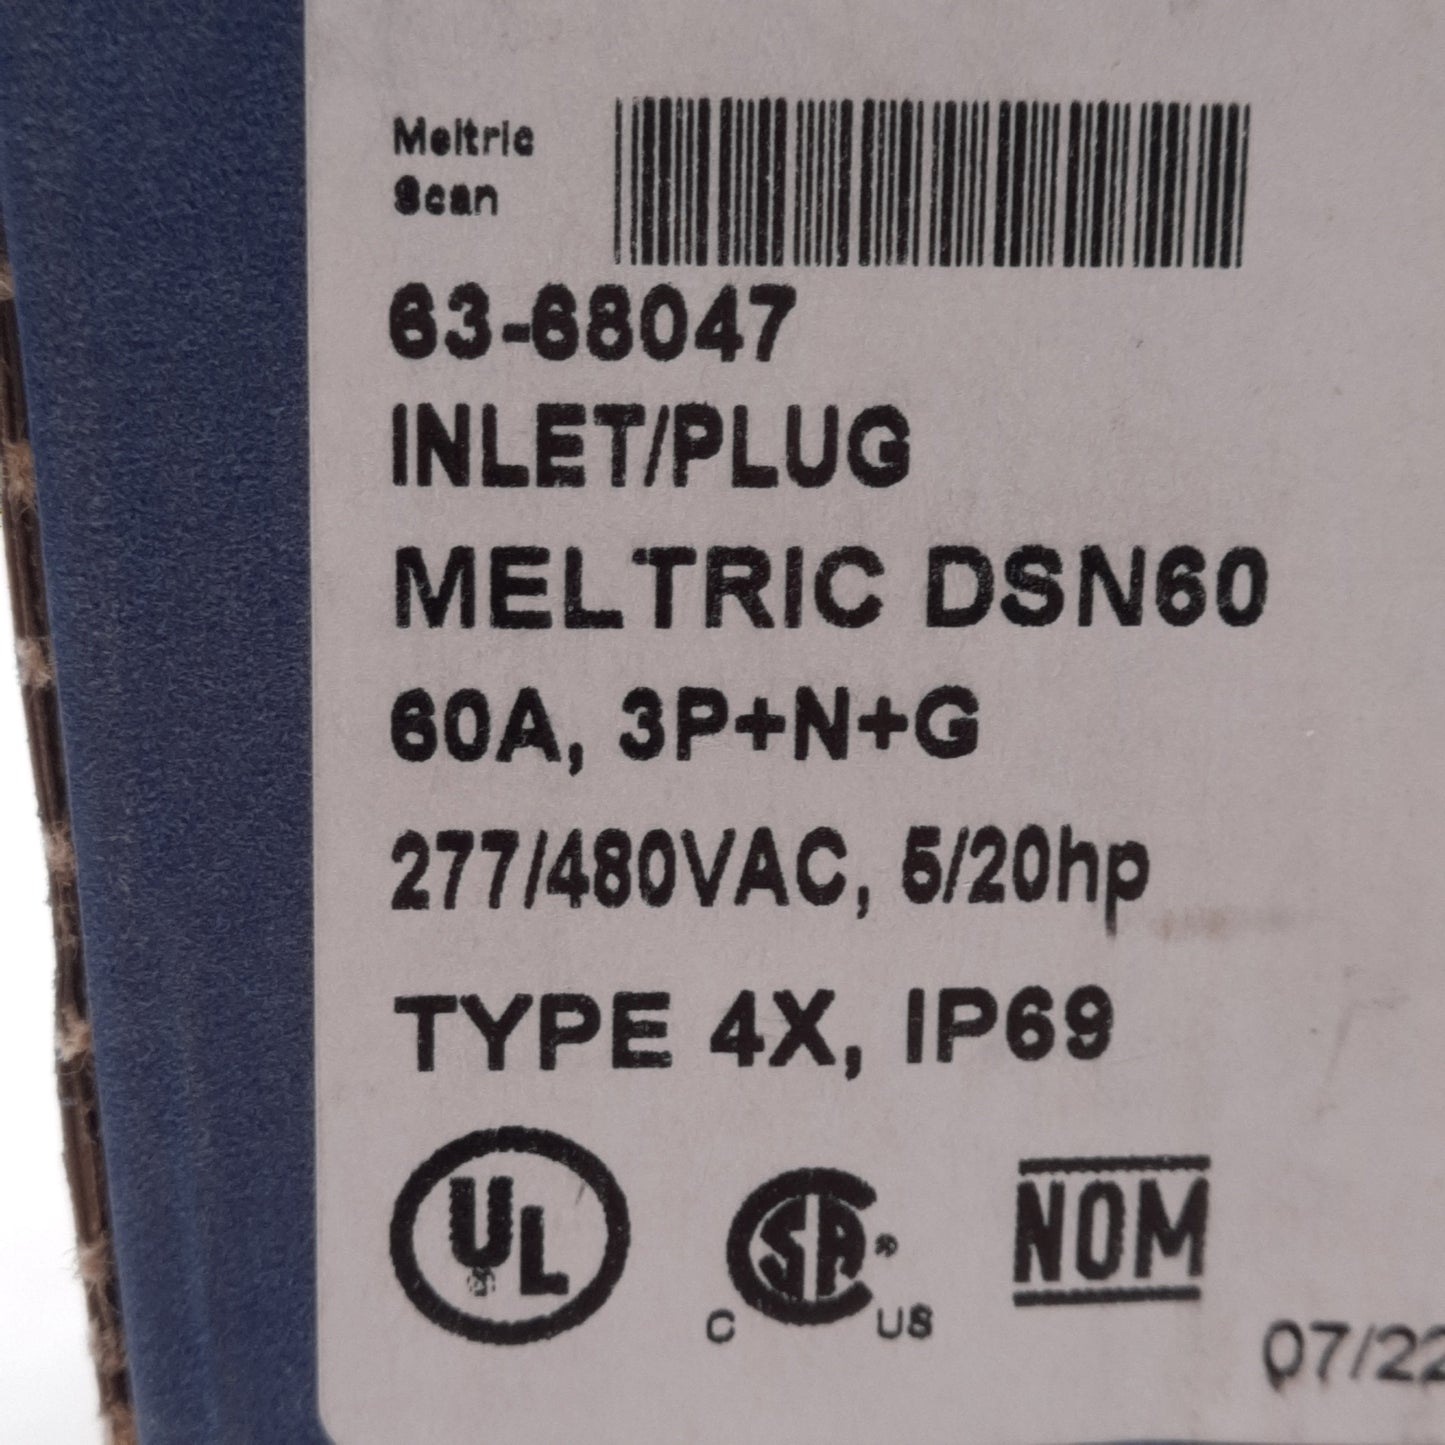 Meltric
Scan
63-68047
INLET/PLUG
MELTRIC DSN60
60A, 3P+N+G
277/480VAC, 5/20hp
TYPE 4X, IP69
UL CSA® NOM
C US
07/22